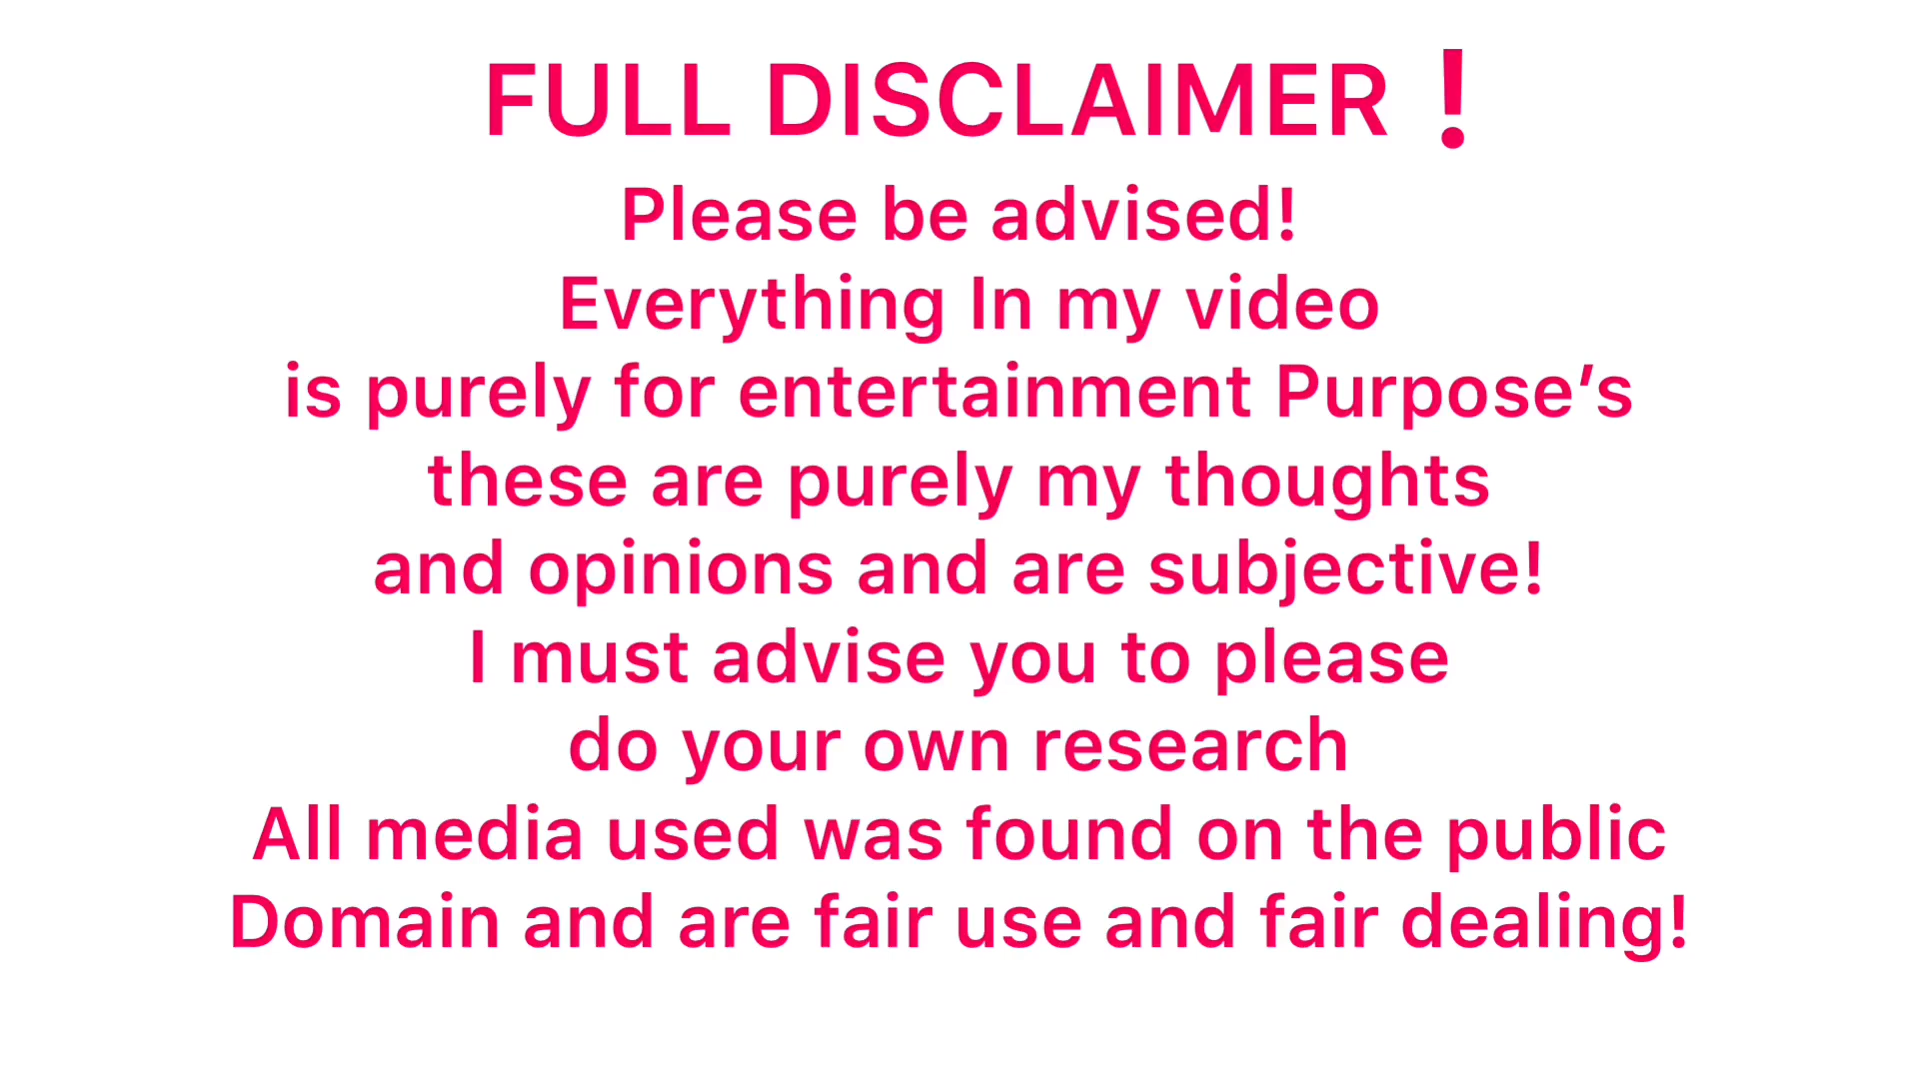 FULL DISCLAIMER❗
Please be advised!
Everything In my video
is purely for entertainment Purpose’s
these are purely my thoughts
and opinions and are subjective!
I must advise you to please
do your own research
All media used was found on the public
Domain and are fair use and fair dealing!